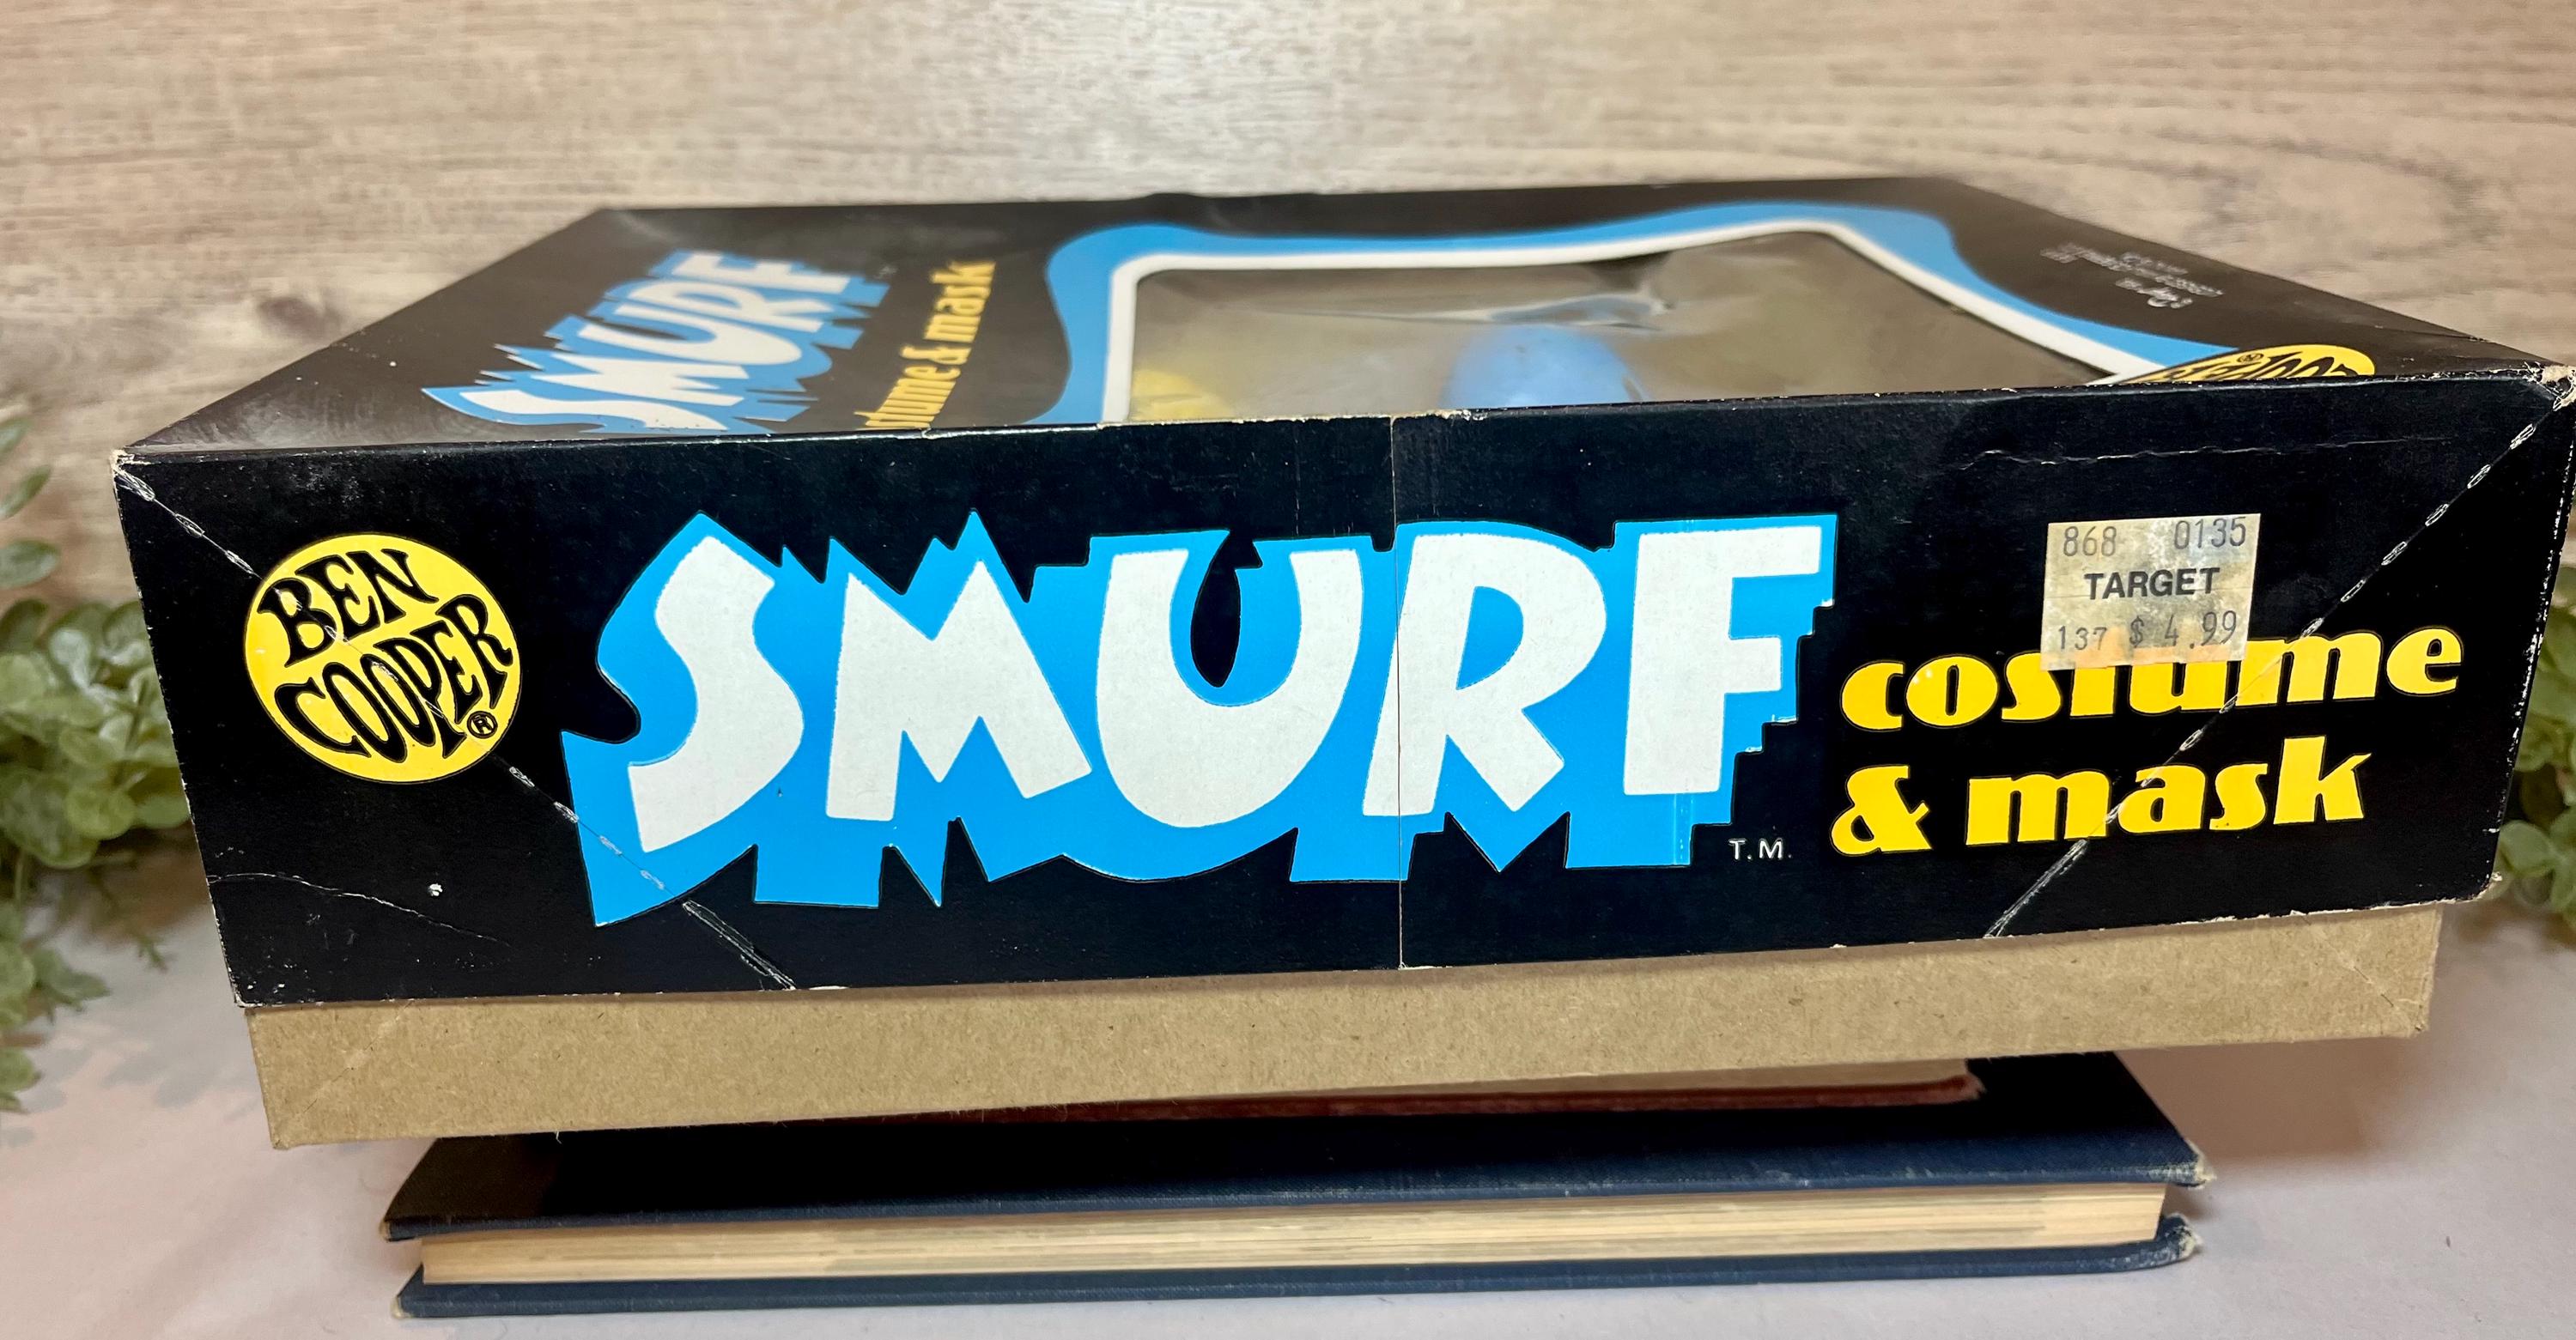 SMURF
costume & mask
BEN
COOPER®
SMURF
T.M.
868 0135
TARGET
137 $ 4.99
costume
& mask